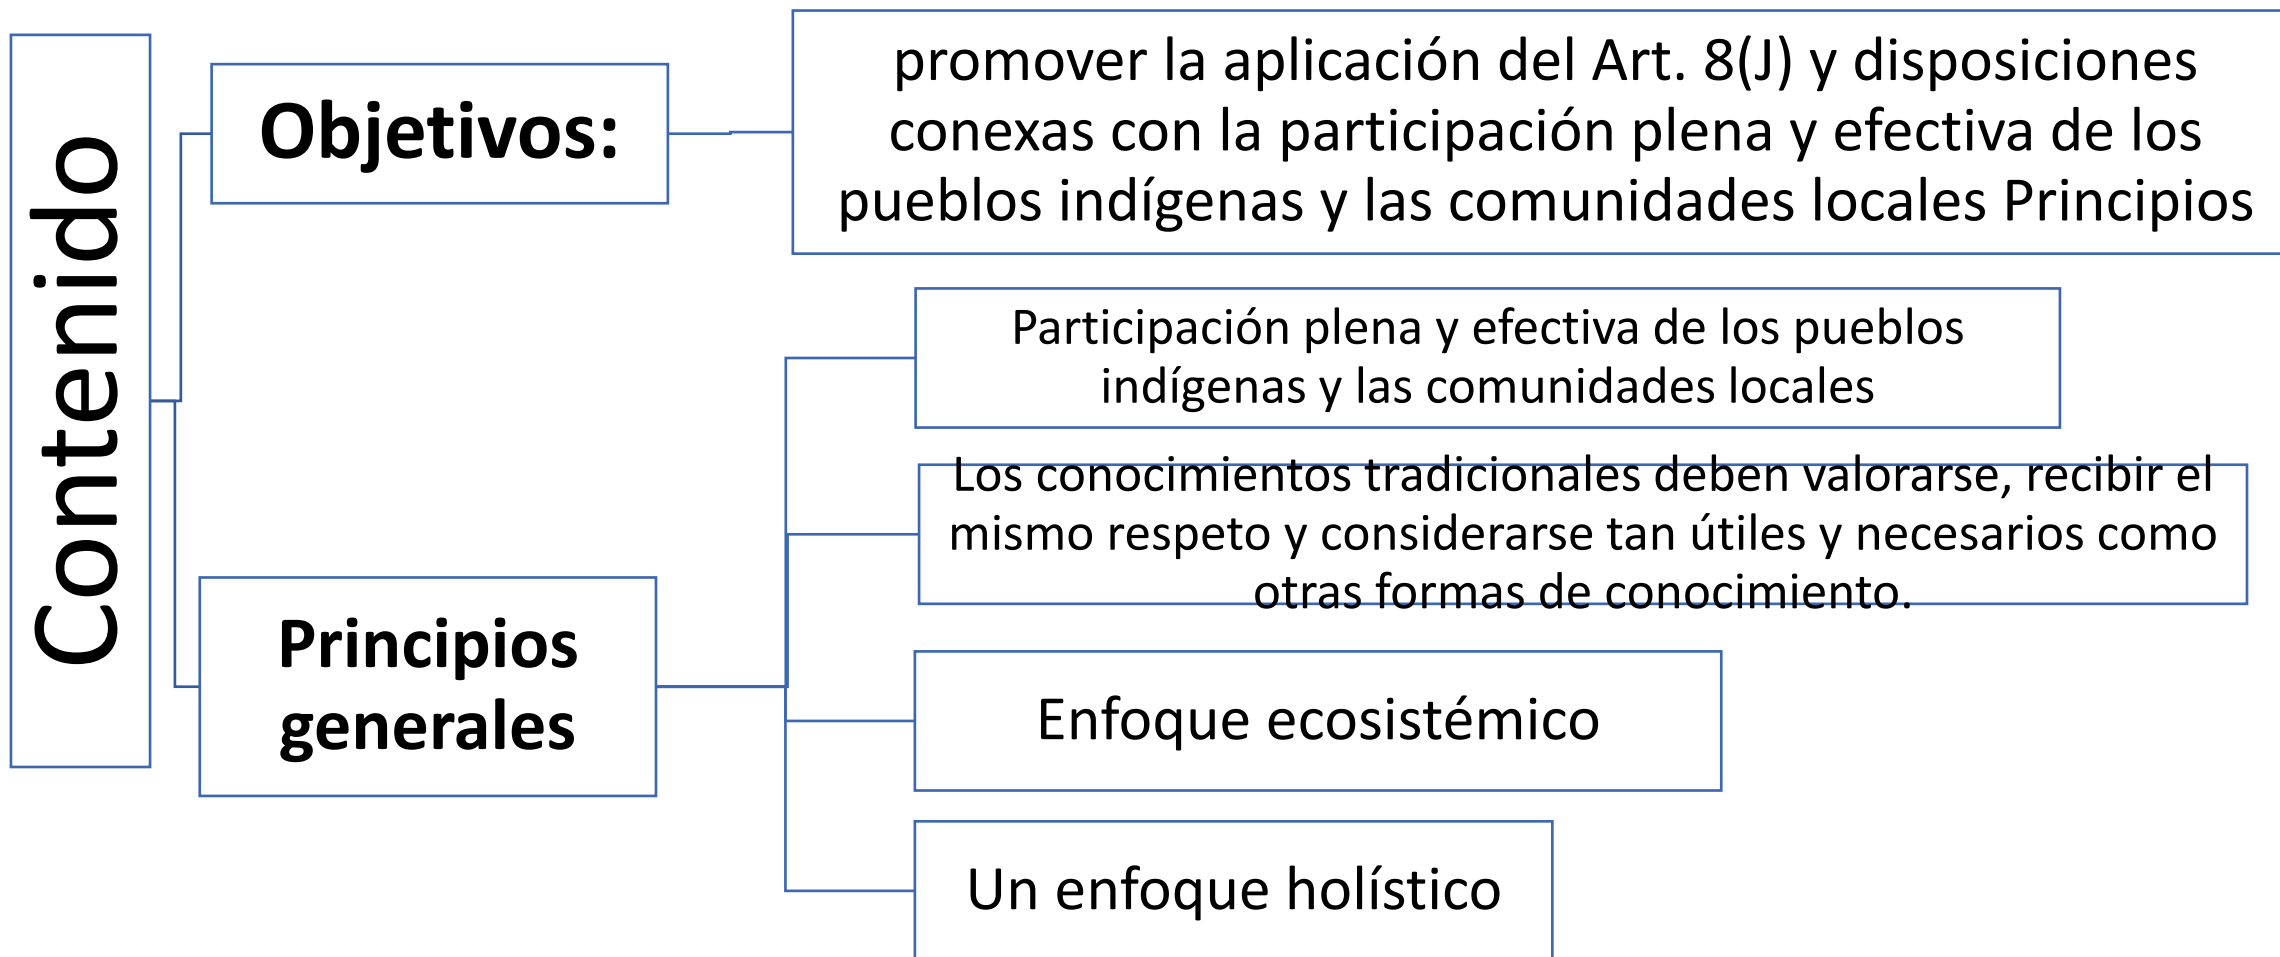 Contenido
Objetivos:
promover la aplicación del Art. 8(J) y disposiciones
conexas con la participación plena y efectiva de los
pueblos indígenas y las comunidades locales Principios
Principios
generales
Participación plena y efectiva de los pueblos
indígenas y las comunidades locales
Los conocimientos tradicionales deben valorarse, recibir el
mismo respeto y considerarse tan útiles y necesarios como
otras formas de conocimiento.
Enfoque ecosistémico
Un enfoque holístico